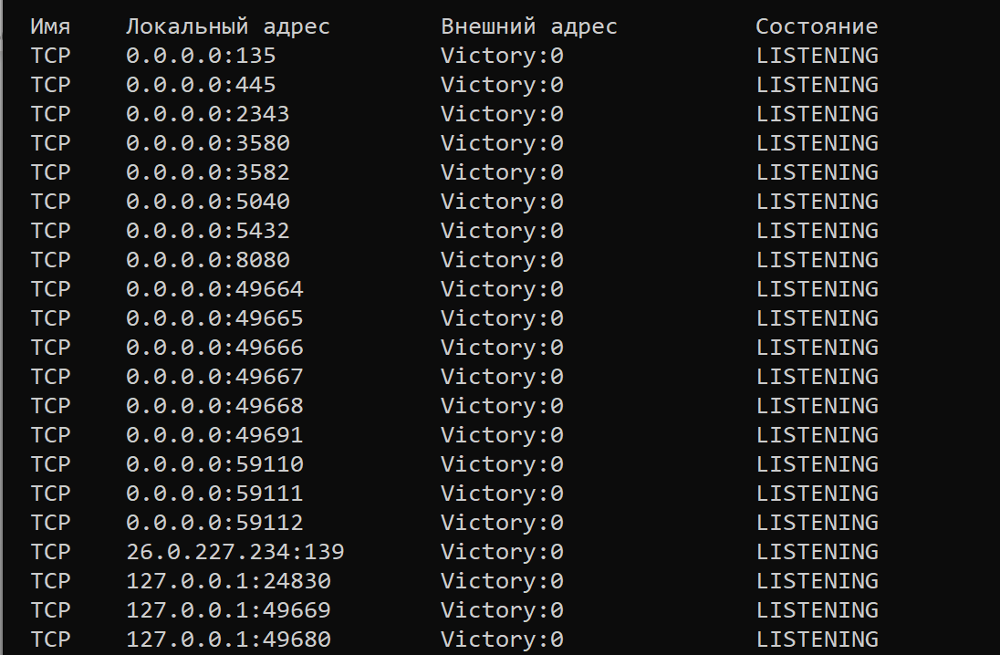 Имя Локальный адрес Внешний адрес Состояние
TCP 0.0.0.0:135 Victory:0 LISTENING
TCP 0.0.0.0:445 Victory:0 LISTENING
TCP 0.0.0.0:2343 Victory:0 LISTENING
TCP 0.0.0.0:3580 Victory:0 LISTENING
TCP 0.0.0.0:3582 Victory:0 LISTENING
TCP 0.0.0.0:5040 Victory:0 LISTENING
TCP 0.0.0.0:5432 Victory:0 LISTENING
TCP 0.0.0.0:8080 Victory:0 LISTENING
TCP 0.0.0.0:49664 Victory:0 LISTENING
TCP 0.0.0.0:49665 Victory:0 LISTENING
TCP 0.0.0.0:49666 Victory:0 LISTENING
TCP 0.0.0.0:49667 Victory:0 LISTENING
TCP 0.0.0.0:49668 Victory:0 LISTENING
TCP 0.0.0.0:49691 Victory:0 LISTENING
TCP 0.0.0.0:59110 Victory:0 LISTENING
TCP 0.0.0.0:59111 Victory:0 LISTENING
TCP 0.0.0.0:59112 Victory:0 LISTENING
TCP 26.0.227.234:139 Victory:0 LISTENING
TCP 127.0.0.1:24830 Victory:0 LISTENING
TCP 127.0.0.1:49669 Victory:0 LISTENING
TCP 127.0.0.1:49680 Victory:0 LISTENING